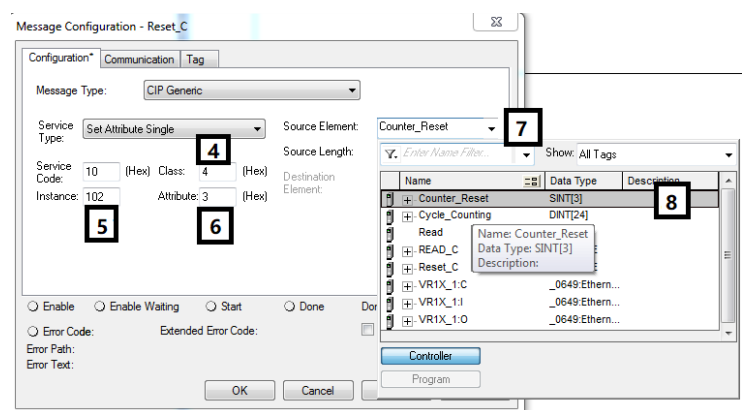 Message Configuration - Reset_C
Configuration* Communication Tag
Message Type: CIP Generic
Service Type: Set Attribute Single
4
Source Element: Counter_Reset
7
Source Length:
Service Code: 10 (Hex) Class: 4 (Hex)
Destination Element:
Instance: 102 Attribute: 3 (Hex)
5
6
Enter Name Filter... Show: All Tags
Name Data Type Description
Counter_Reset SINT[3]
8
Cycle_Counting DINT[24]
Read
READ_C
Reset_C
Name: Counter_Reset
Data Type: SINT[3]
Description:
VR1X_1:C _0649:Ethern...
VR1X_1:I _0649:Ethern...
VR1X_1:O _0649:Ethern...
Controller
Program
Enable Enable Waiting Start Done
Error Code: Extended Error Code:
Error Path:
Error Text:
OK Cancel